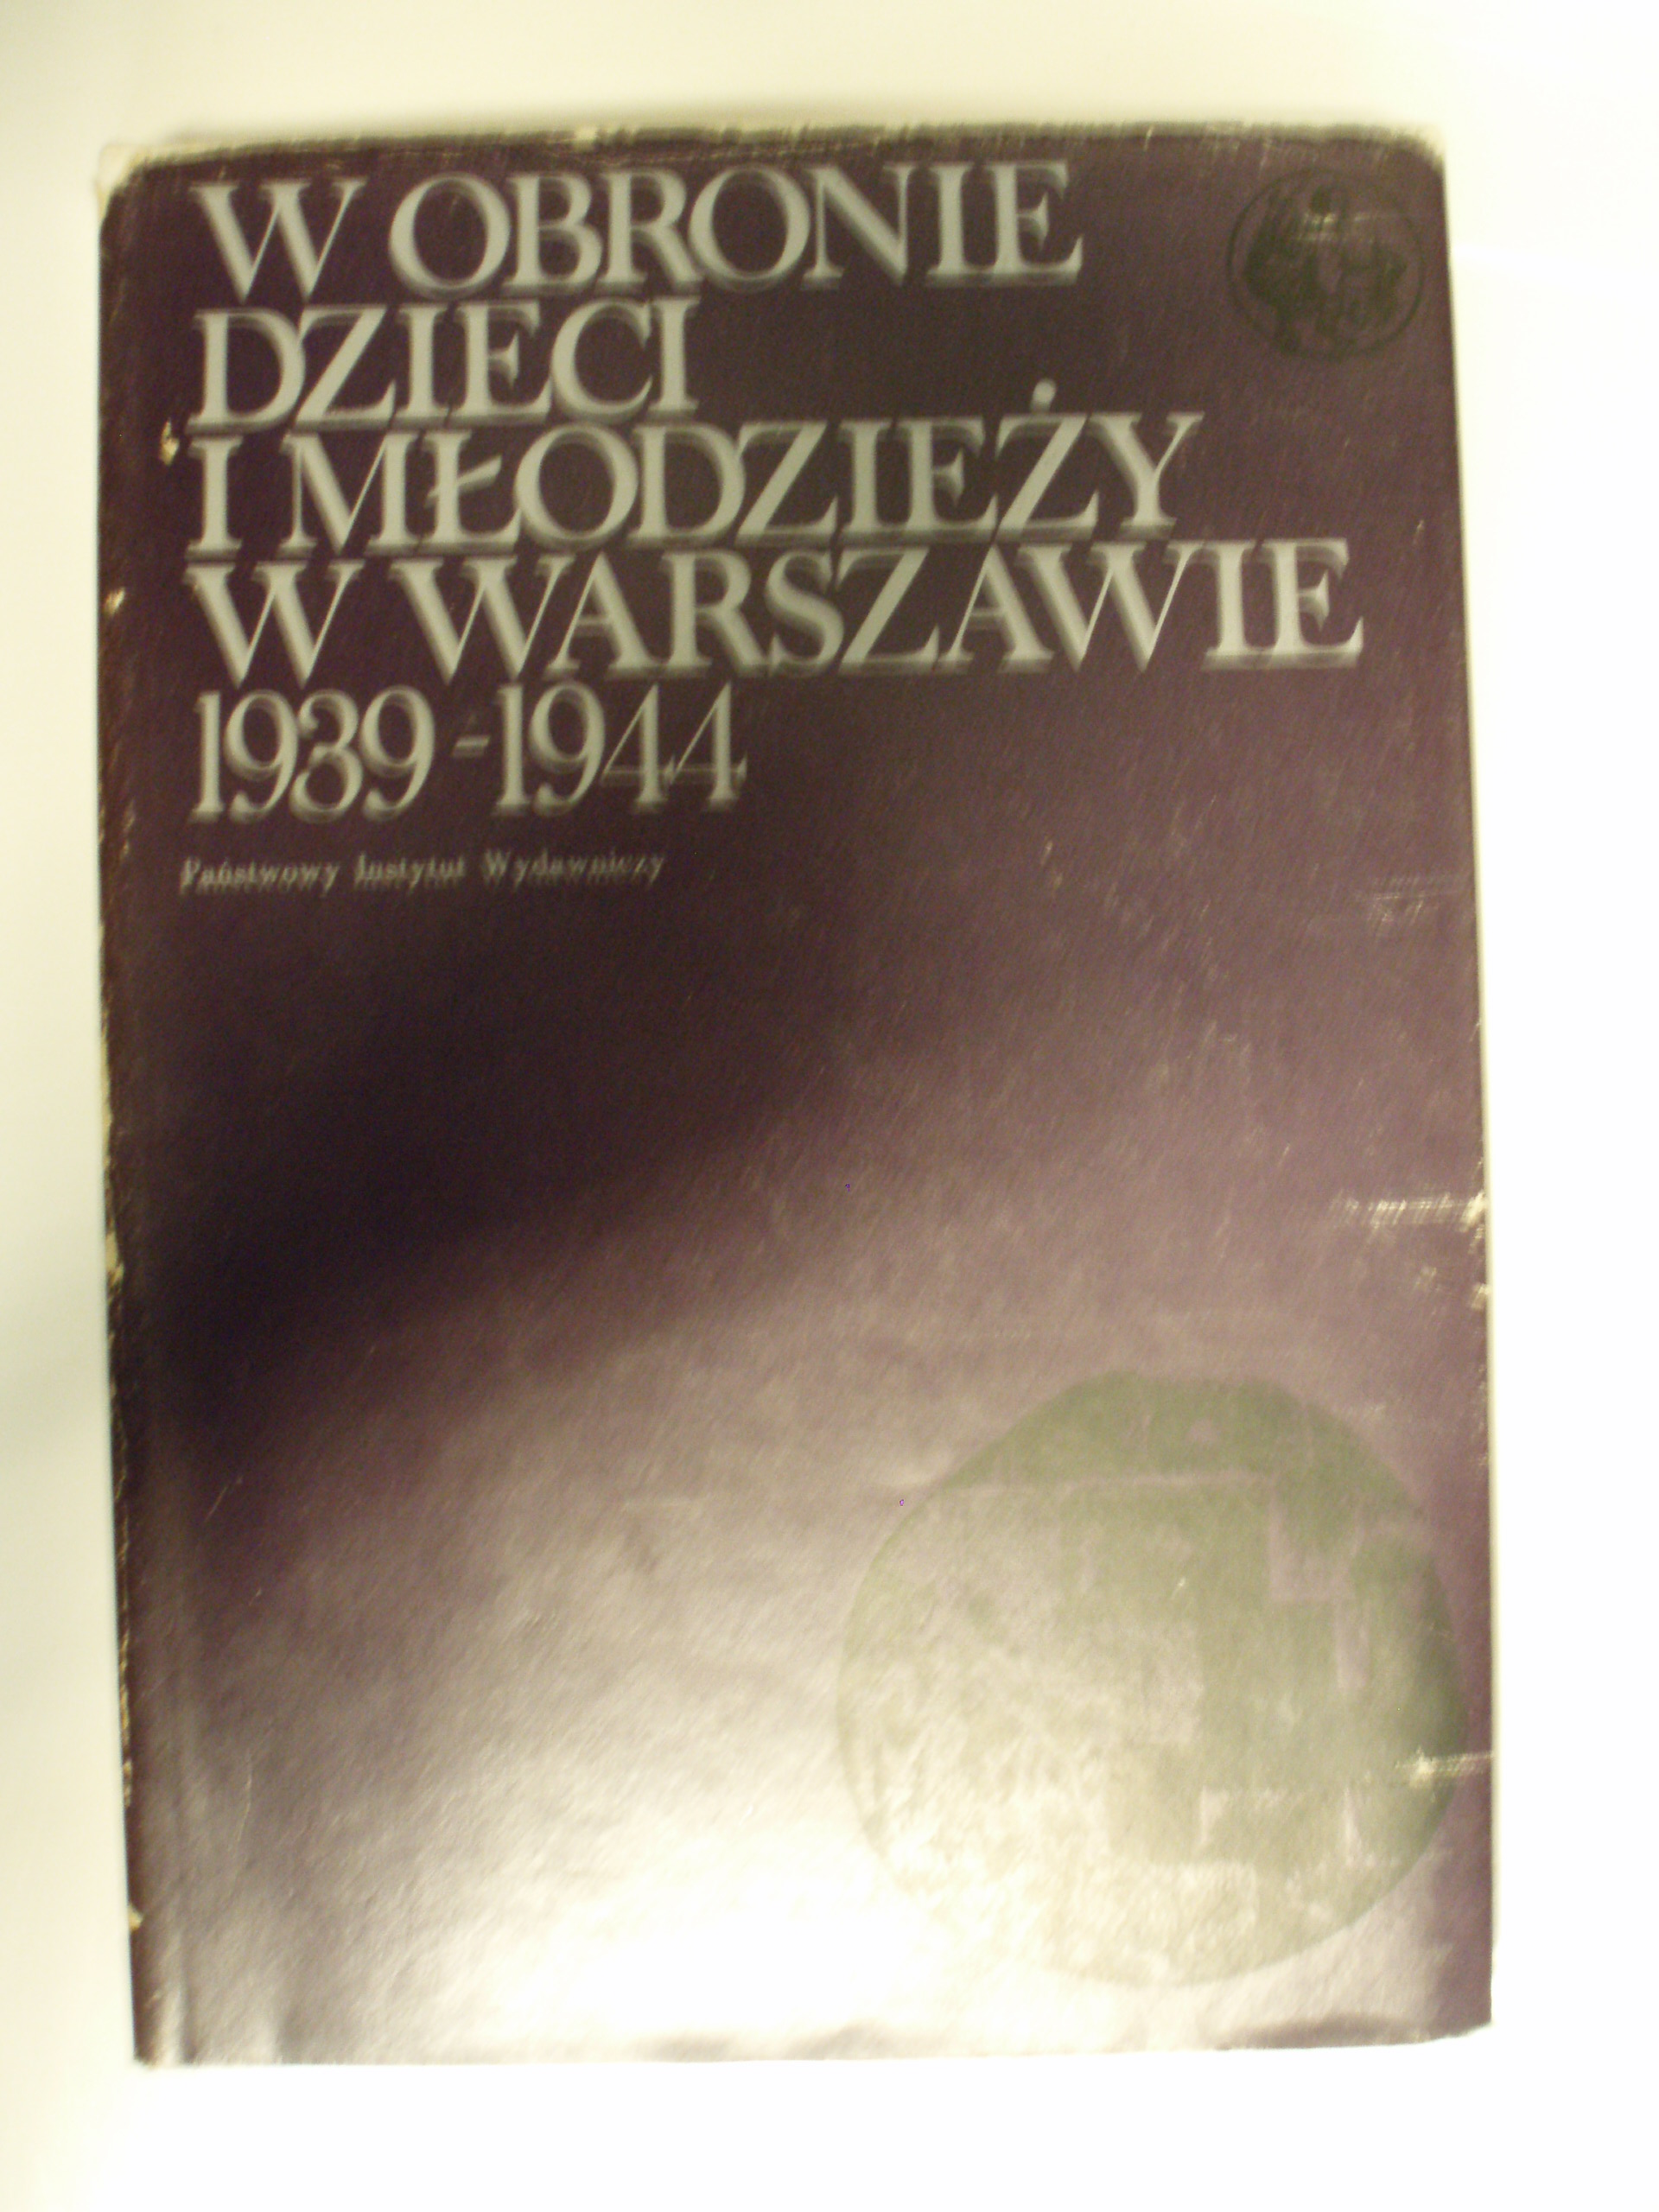 W OBRONIE
DZIECI
I MŁODZIEŻY
W WARSZAWIE
1939-1944
Państwowy Instytut Wydawniczy